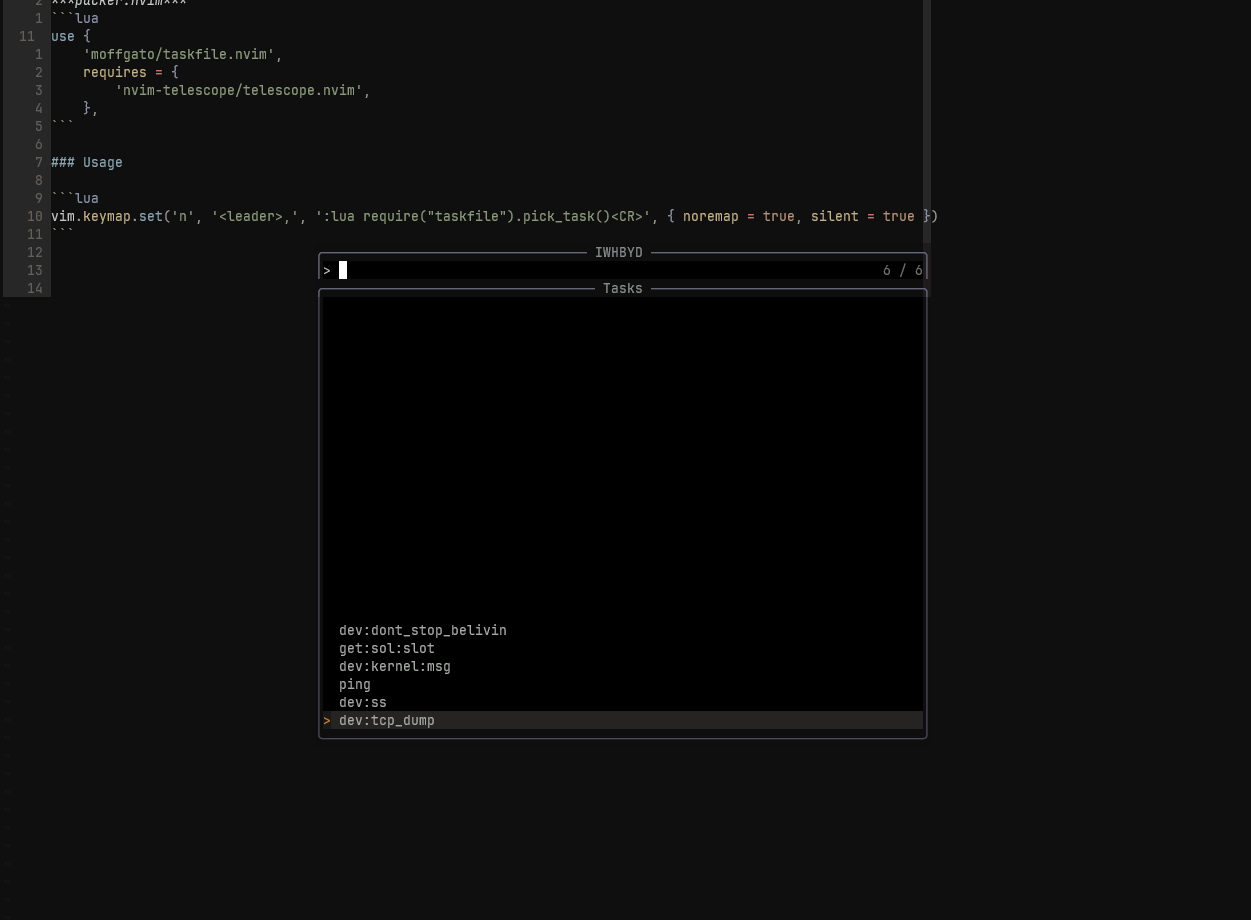 2 ***packer.nvim***
1 ```lua
11 use {
1     'moffgato/taskfile.nvim',
2     requires = {
3         'nvim-telescope/telescope.nvim',
4     },
5 ```
6
7 ### Usage
8
9 ```lua
10 vim.keymap.set('n', '<leader>,', ':lua require("taskfile").pick_task()<CR>', { noremap = true, silent = true })
11 ```
12
13
14
IWHBYD
> 6 / 6
Tasks
dev:dont_stop_belivin
get:sol:slot
dev:kernel:msg
ping
dev:ss
> dev:tcp_dump